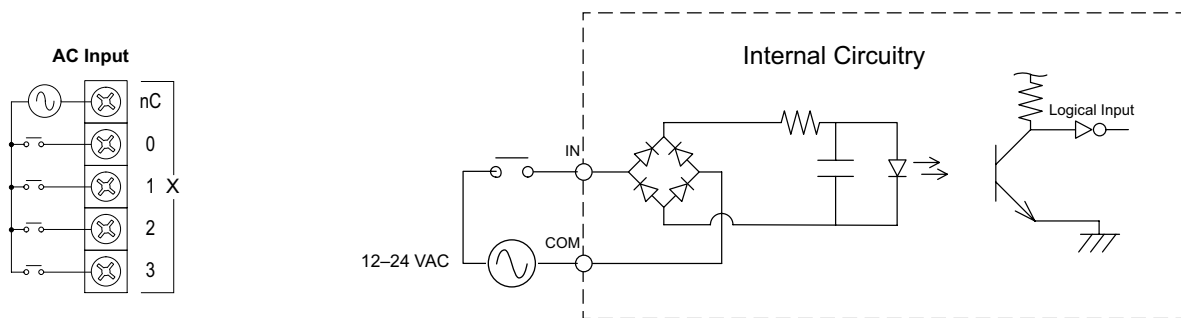 AC Input
nC
0
1
X
2
3
Internal Circuitry
Logical Input
IN
COM
12–24 VAC